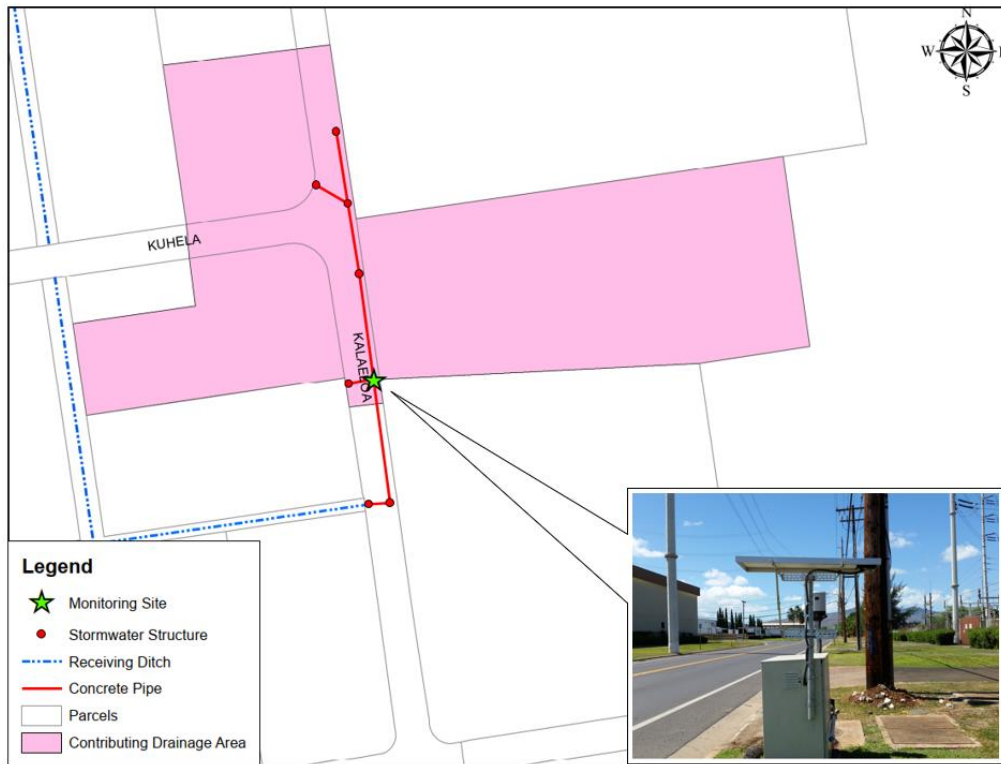 N
W
E
S
KUHELA
KALAELOA
Legend
Monitoring Site
Stormwater Structure
Receiving Ditch
Concrete Pipe
Parcels
Contributing Drainage Area